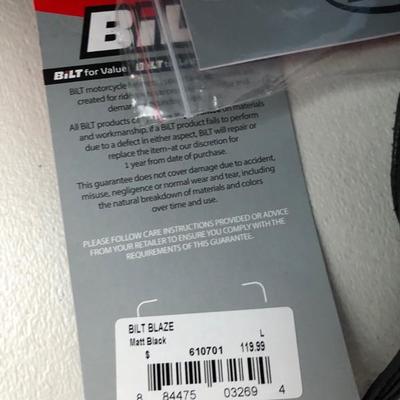 BiLT
BiLT for Value BiLT
BiLT motorcycle
created for rid
deman
All BiLT products ca on materials
and workmanship. if a BiLT product fails to perform
due to a defect in either aspect, BiLT will repair or
replace the item–at our discretion for
1 year from date of purchase.
This guarantee does not cover damage due to accident,
misuse, negligence or normal wear and tear, including
the natural breakdown of materials and colors
over time and use.
PLEASE FOLLOW CARE INSTRUCTIONS PROVIDED OR ADVICE
FROM YOUR RETAILER TO ENSURE YOU COMPLY WITH THE
REQUIREMENTS OF THIS GUARANTEE.
BILT BLAZE
Matt Black L
$ 610701 119.99
8 84475 03269 4